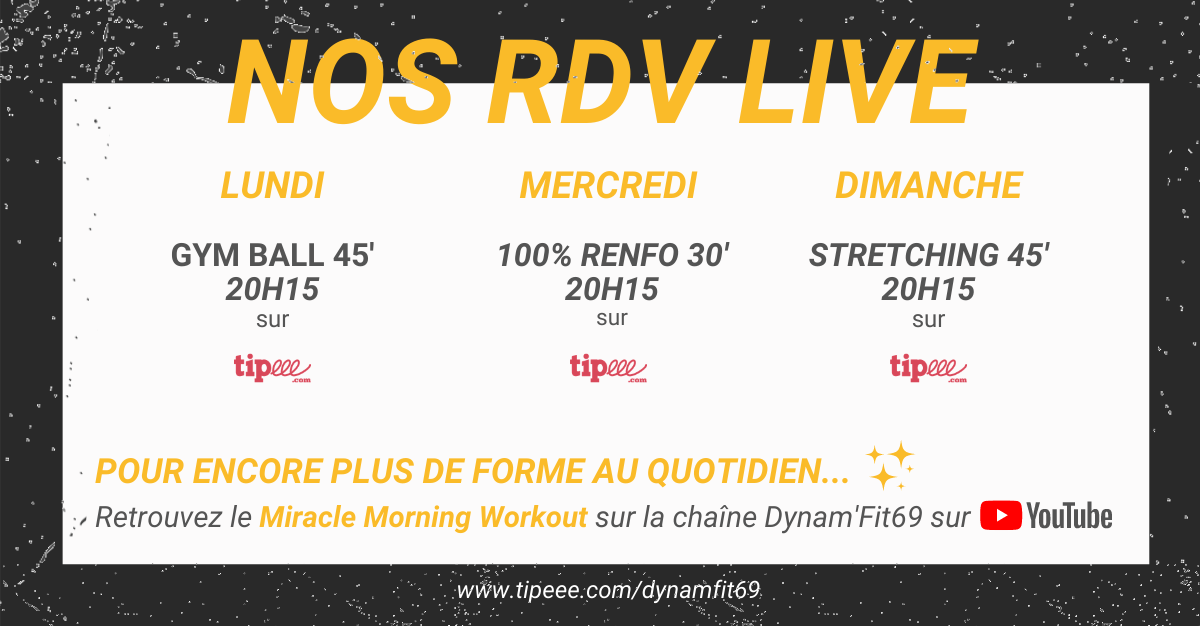 NOS RDV LIVE
LUNDI
GYM BALL 45'
20H15
sur
tipeee
.com
MERCREDI
100% RENFO 30'
20H15
sur
tipeee
.com
DIMANCHE
STRETCHING 45'
20H15
sur
tipeee
.com
POUR ENCORE PLUS DE FORME AU QUOTIDIEN...
Retrouvez le Miracle Morning Workout sur la chaîne Dynam'Fit69 sur YouTube
www.tipeee.com/dynamfit69